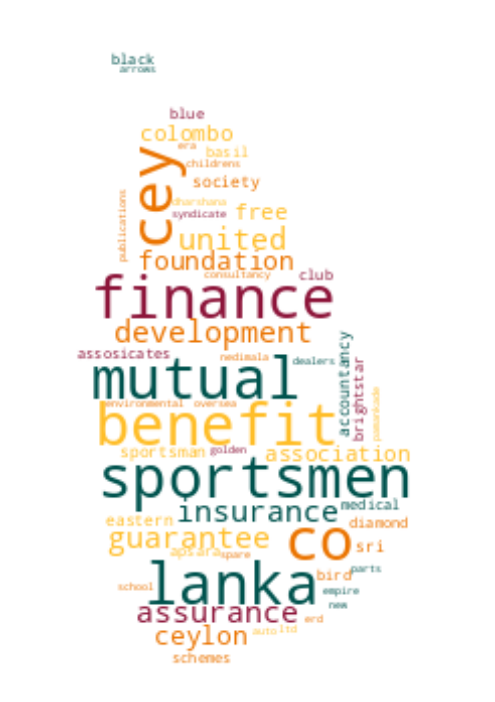 black
arrows
blue
colombo
era
basil
childrens
cey
society
dharshana
publications
syndicate
free
united
foundation
consultancy
club
finance
development
assosicates
nedimala
dealers
accountancy
brightstar
mutual
environmental
oversea
benefit
sportsman
golden
association
sportsmen
insurance
medical
eastern
diamond
guarantee
co
sri
apsara
spare
parts
bird
school
lanka
empire
new
assurance
erd
ceylon
auto
ltd
schemes